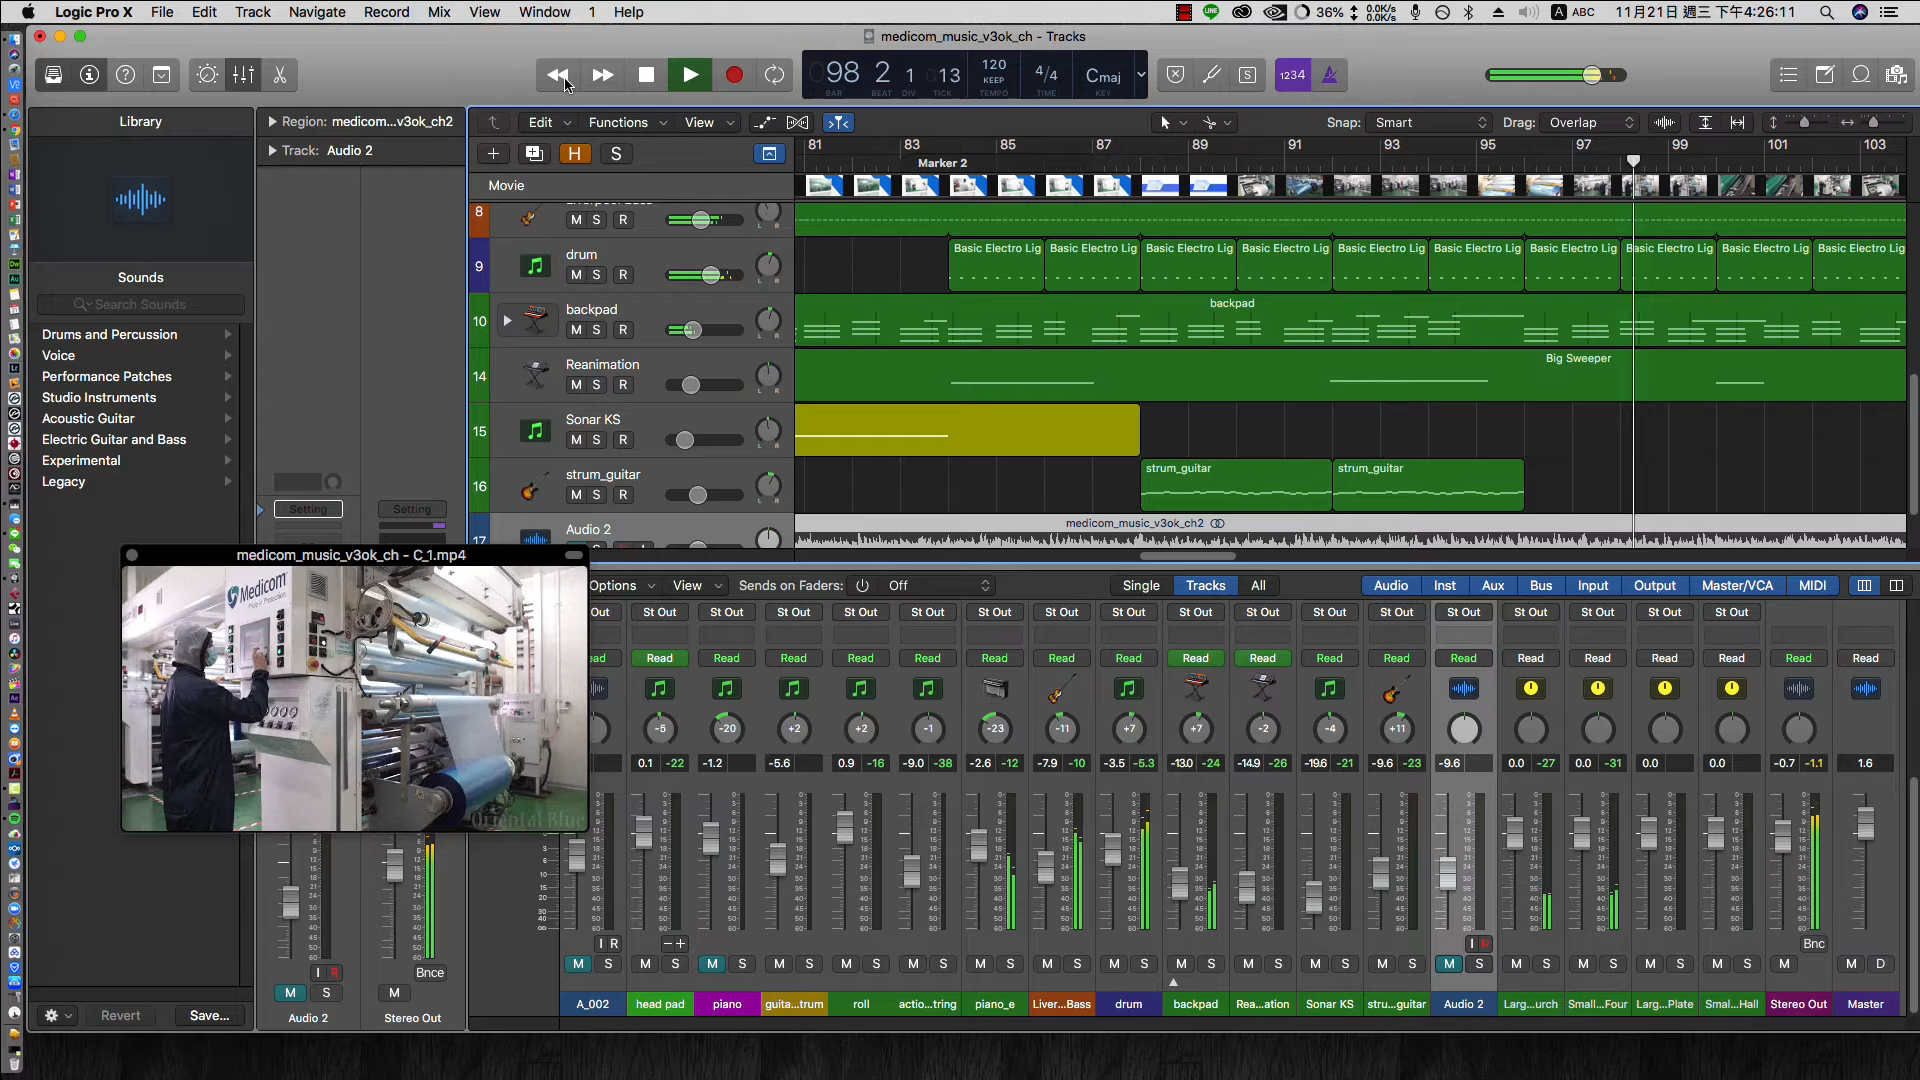 Logic Pro X File Edit Track Navigate Record Mix View Window 1 Help
36% 0.0K/s 0.0K/s A ABC 11月21日 週三 下午4:26:11
medicom_music_v3ok_ch - Tracks
098 2 1 013 120 KEEP 4/4 Cmaj
BAR BEAT DIV TICK TEMPO TIME KEY
S 1234
Library
Region: medicom...v3ok_ch2
Track: Audio 2
Edit Functions View Snap: Smart Drag: Overlap
H S
81 83 85 87 89 91 93 95 97 99 101 103
Marker 2
Movie
Sounds
Search Sounds
Drums and Percussion
Voice
Performance Patches
Studio Instruments
Acoustic Guitar
Electric Guitar and Bass
Experimental
Legacy
8 M S R L R
9 drum M S R L R
Basic Electro Lig Basic Electro Lig Basic Electro Lig Basic Electro Lig Basic Electro Lig Basic Electro Lig Basic Electro Lig Basic Electro Lig Basic Electro Lig Basic Electro Lig
10 backpad M S R L R
backpad
14 Reanimation M S R L R
Big Sweeper
15 Sonar KS M S R L R
16 strum_guitar M S R L R
strum_guitar strum_guitar
17 Audio 2
medicom_music_v3ok_ch2
Setting Setting
medicom_music_v3ok_ch - C_1.mp4
Medicom
Oriental Blue
Options View Sends on Faders: Off Single Tracks All Audio Inst Aux Bus Input Output Master/VCA MIDI
Out St Out St Out St Out St Out St Out St Out St Out St Out St Out St Out St Out St Out St Out St Out St Out St Out St Out
ead Read Read Read Read Read Read Read Read Read Read Read Read Read Read Read Read Read Read Read
-5 -20 +2 +2 -1 -23 -11 +7 +7 -2 -4 +11
0.1 -22 -1.2 -5.6 0.9 -16 -9.0 -38 -2.6 -12 -7.9 -10 -3.5 -5.3 -13.0 -24 -14.9 -26 -19.6 -21 -9.6 -23 -9.6 0.0 -27 0.0 -31 0.0 0.0 -0.7 -1.1 1.6
I R I R Bnc
M S M S M S M S M S M S M S M S M S M S M S M S M S M S M S M S M S M S M M D
I R Bnce
M S M
A_002 head pad piano guita...trum roll actio...tring piano_e Liver...Bass drum backpad Rea...ation Sonar KS stru...guitar Audio 2 Larg...urch Small...Four Larg...Plate Smal...Hall Stereo Out Master
Revert Save... Audio 2 Stereo Out